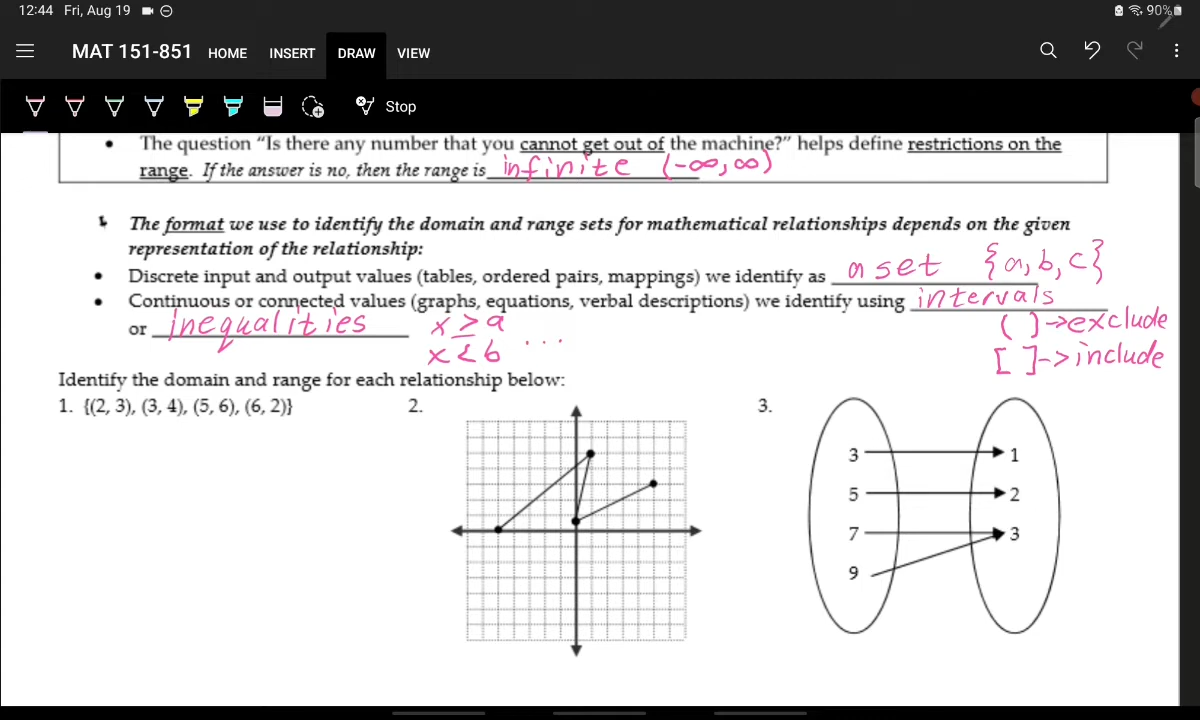 12:44 Fri, Aug 19 90%
MAT 151-851 HOME INSERT DRAW VIEW
Stop
• The question “Is there any number that you cannot get out of the machine?” helps define restrictions on the
range. If the answer is no, then the range is infinite (-∞, ∞)
The format we use to identify the domain and range sets for mathematical relationships depends on the given
representation of the relationship:
• Discrete input and output values (tables, ordered pairs, mappings) we identify as a set {a, b, c}
• Continuous or connected values (graphs, equations, verbal descriptions) we identify using intervals
or inequalities x ≥ a ( ) → exclude
x < b ... [ ] -> include
Identify the domain and range for each relationship below:
1. {(2, 3), (3, 4), (5, 6), (6, 2)} 2. 3.
3 1
5 2
7 3
9